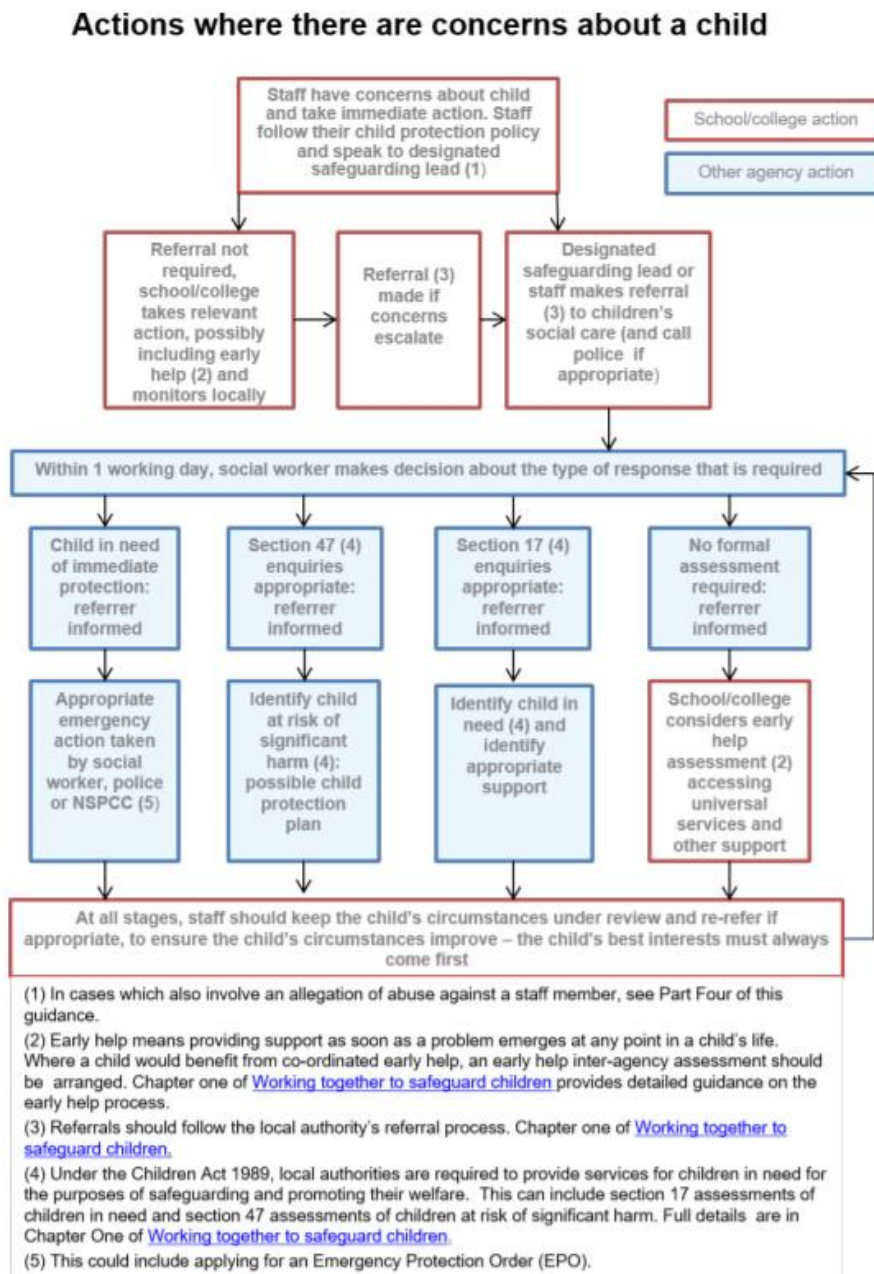 Actions where there are concerns about a child
Staff have concerns about child
and take immediate action. Staff
follow their child protection policy
and speak to designated
safeguarding lead (1)
School/college action
Other agency action
Referral not
required,
school/college
takes relevant
action, possibly
including early
help (2) and
monitors locally
Referral (3)
made if
concerns
escalate
Designated
safeguarding lead or
staff makes referral
(3) to children's
social care (and call
police if
appropriate)
Within 1 working day, social worker makes decision about the type of response that is required
Child in need
of immediate
protection:
referrer
informed
Section 47 (4)
enquiries
appropriate:
referrer
informed
Section 17 (4)
enquiries
appropriate:
referrer
informed
No formal
assessment
required:
referrer
informed
Appropriate
emergency
action taken
by social
worker, police
or NSPCC (5)
Identify child
at risk of
significant
harm (4):
possible child
protection
plan
Identify child in
need (4) and
identify
appropriate
support
School/college
considers early
help
assessment (2)
accessing
universal
services and
other support
At all stages, staff should keep the child's circumstances under review and re-refer if
appropriate, to ensure the child's circumstances improve – the child's best interests must always
come first
(1) In cases which also involve an allegation of abuse against a staff member, see Part Four of this
guidance.
(2) Early help means providing support as soon as a problem emerges at any point in a child's life.
Where a child would benefit from co-ordinated early help, an early help inter-agency assessment should
be arranged. Chapter one of Working together to safeguard children provides detailed guidance on the
early help process.
(3) Referrals should follow the local authority's referral process. Chapter one of Working together to
safeguard children.
(4) Under the Children Act 1989, local authorities are required to provide services for children in need for
the purposes of safeguarding and promoting their welfare. This can include section 17 assessments of
children in need and section 47 assessments of children at risk of significant harm. Full details are in
Chapter One of Working together to safeguard children.
(5) This could include applying for an Emergency Protection Order (EPO).